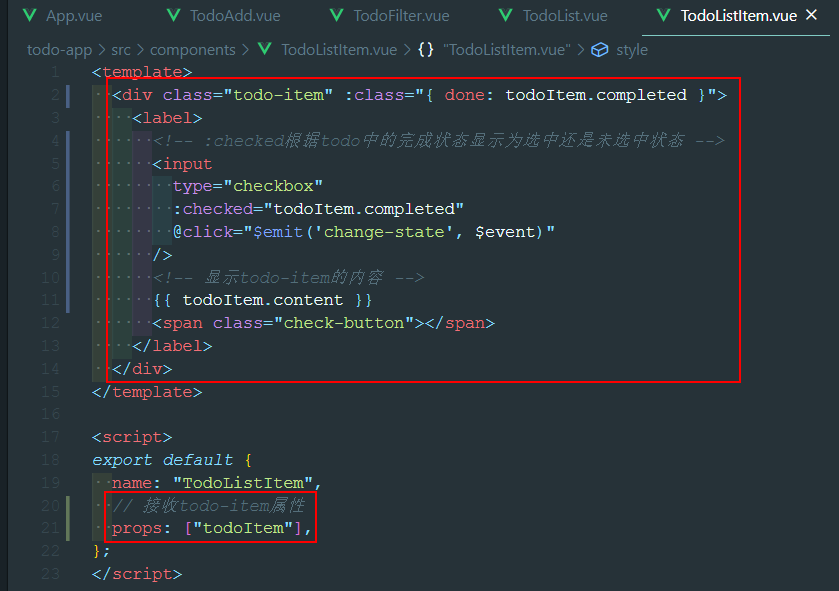 App.vue TodoAdd.vue TodoFilter.vue TodoList.vue TodoListItem.vue ✕
todo-app > src > components > TodoListItem.vue > {} "TodoListItem.vue" > style
1 <template>
2 <div class="todo-item" :class="{ done: todoItem.completed }">
3 <label>
4 <!-- :checked根据todo中的完成状态显示为选中还是未选中状态 -->
5 <input
6 type="checkbox"
7 :checked="todoItem.completed"
8 @click="$emit('change-state', $event)"
9 />
10 <!-- 显示todo-item的内容 -->
11 {{ todoItem.content }}
12 <span class="check-button"></span>
13 </label>
14 </div>
15 </template>
16
17 <script>
18 export default {
19 name: "TodoListItem",
20 // 接收todo-item属性
21 props: ["todoItem"],
22 };
23 </script>